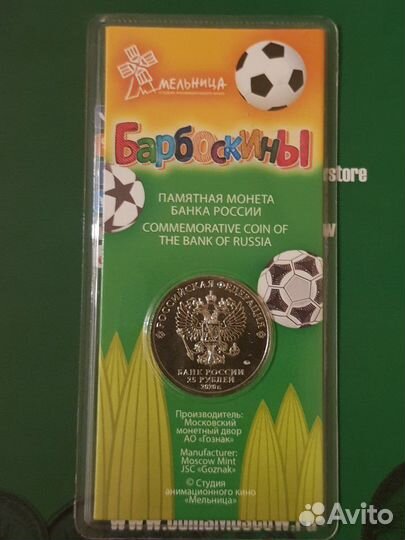 Мельница
Барбоскины
ПАМЯТНАЯ МОНЕТА
БАНКА РОССИИ
COMMEMORATIVE COIN OF
THE BANK OF RUSSIA
РОССИЙСКАЯ ФЕДЕРАЦИЯ
БАНК РОССИИ
25 РУБЛЕЙ
2020 г.
Производитель:
Московский
монетный двор
АО «Гознак»
Manufacturer:
Moscow Mint
JSC «Goznak»
© Студия
анимационного кино
«Мельница»
Avito